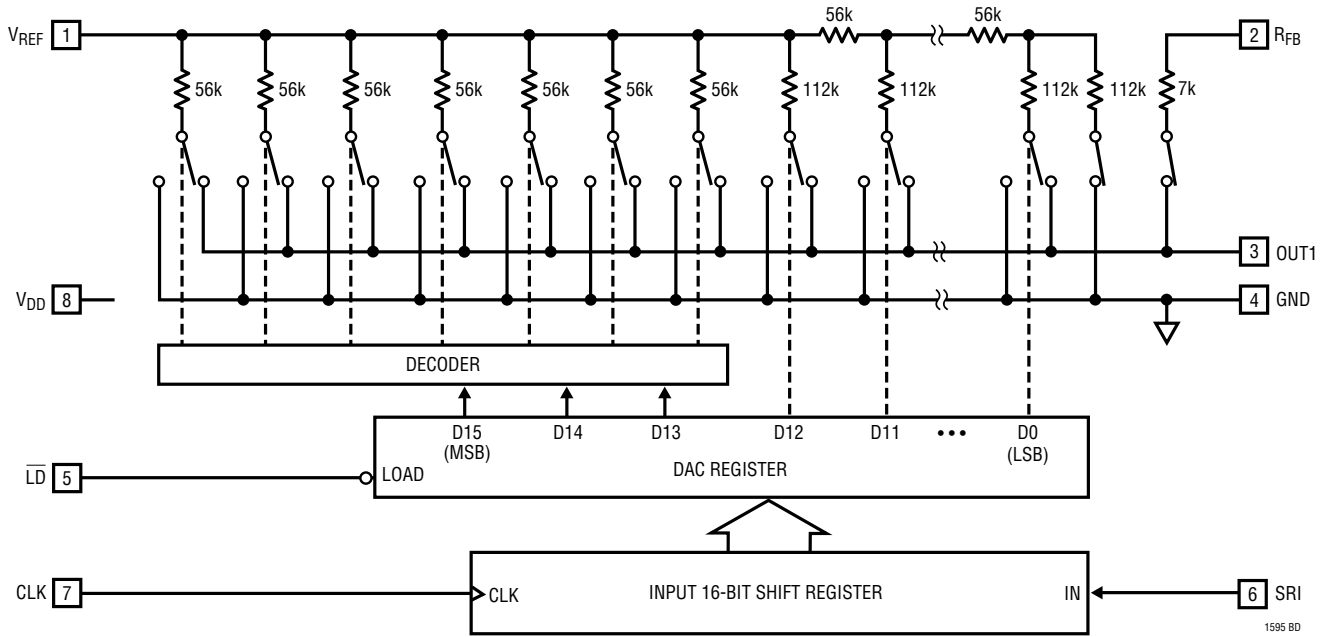 56k 56k
VREF 1 2 RFB
56k 56k 56k 56k 56k 56k 56k 112k 112k 112k 112k 7k
3 OUT1
VDD 8 4 GND
DECODER
D15 D14 D13 D12 D11 ••• D0
(MSB) (LSB)
LD 5 LOAD DAC REGISTER
CLK 7 CLK INPUT 16-BIT SHIFT REGISTER IN 6 SRI
1595 BD